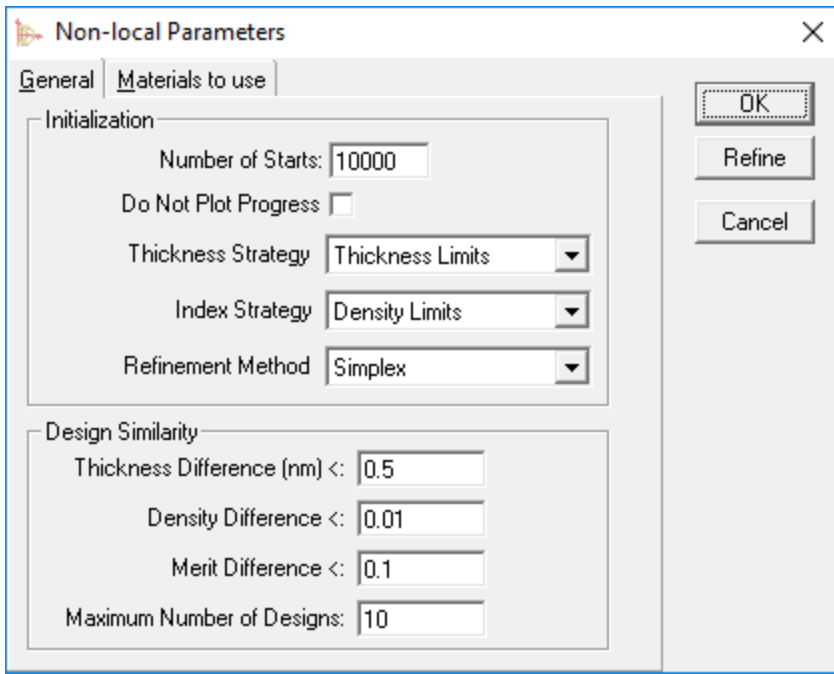 Non-local Parameters
General Materials to use
OK
Refine
Cancel
Initialization
Number of Starts: 10000
Do Not Plot Progress
Thickness Strategy Thickness Limits
Index Strategy Density Limits
Refinement Method Simplex
Design Similarity
Thickness Difference (nm) <: 0.5
Density Difference <: 0.01
Merit Difference <: 0.1
Maximum Number of Designs: 10